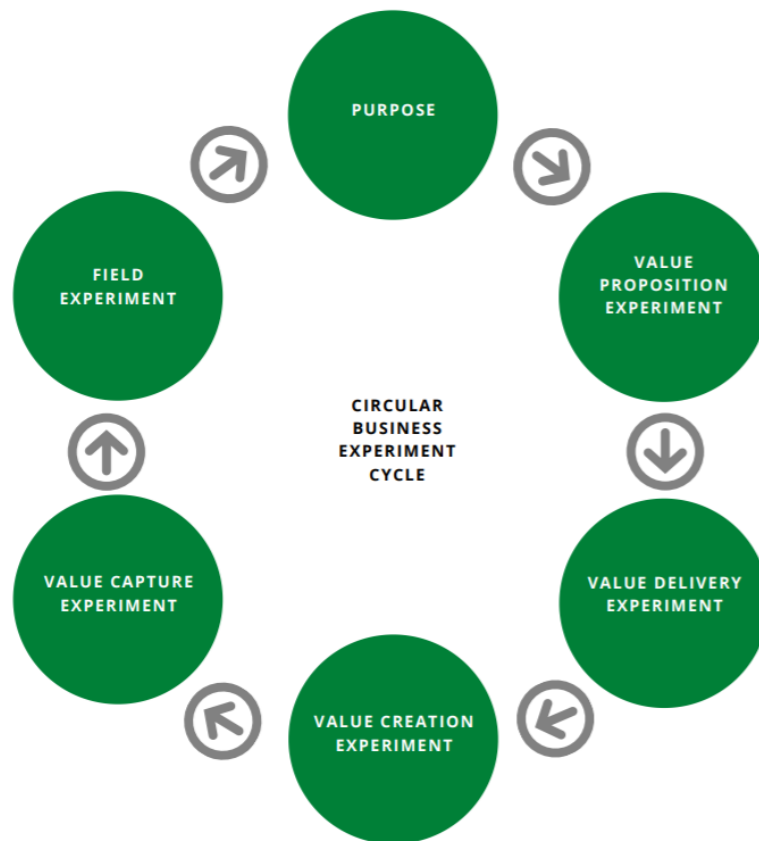 PURPOSE
VALUE
PROPOSITION
EXPERIMENT
VALUE DELIVERY
EXPERIMENT
VALUE CREATION
EXPERIMENT
VALUE CAPTURE
EXPERIMENT
FIELD
EXPERIMENT
CIRCULAR
BUSINESS
EXPERIMENT
CYCLE